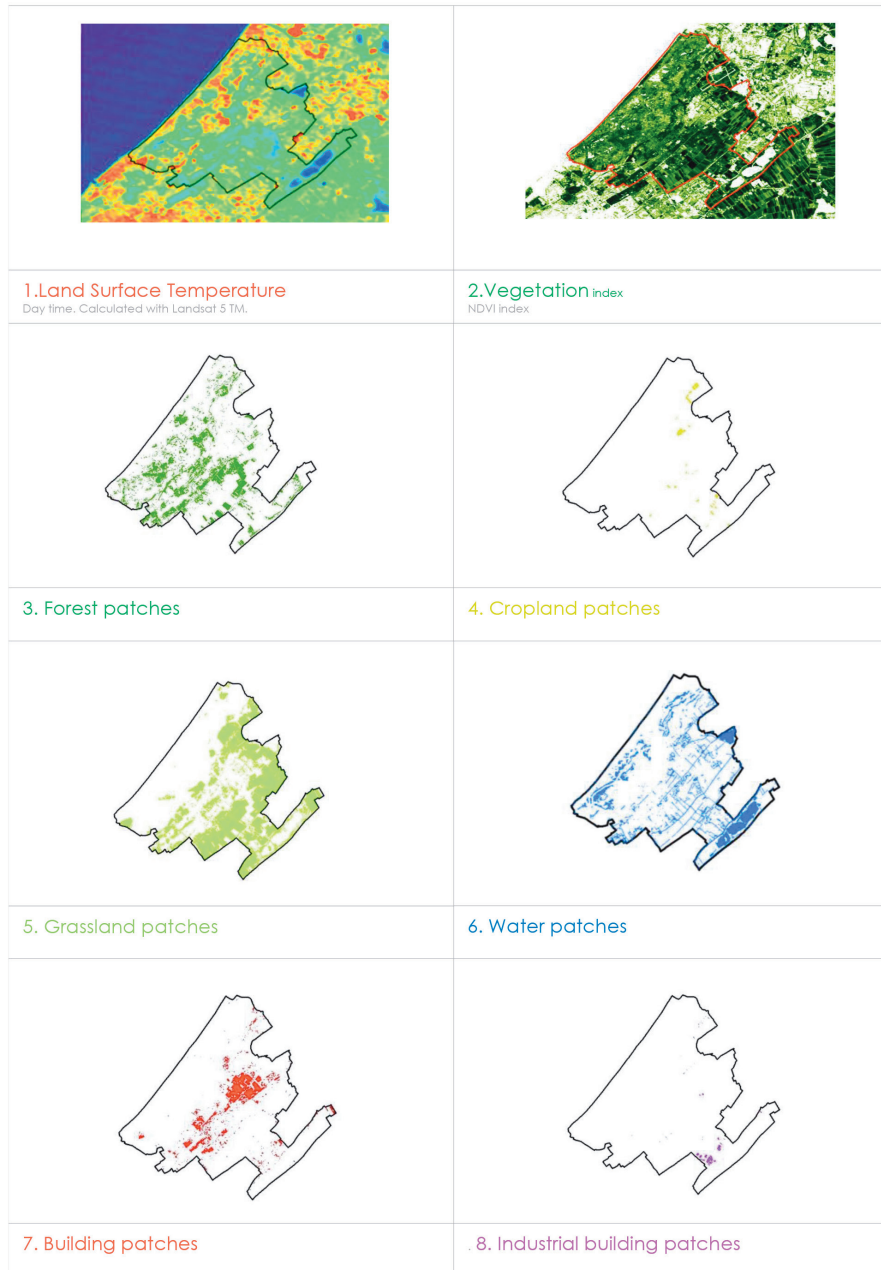 1.Land Surface Temperature
Day time. Calculated with Landsat 5 TM.
2.Vegetation index
NDVI index
3. Forest patches
4. Cropland patches
5. Grassland patches
6. Water patches
7. Building patches
. 8. Industrial building patches